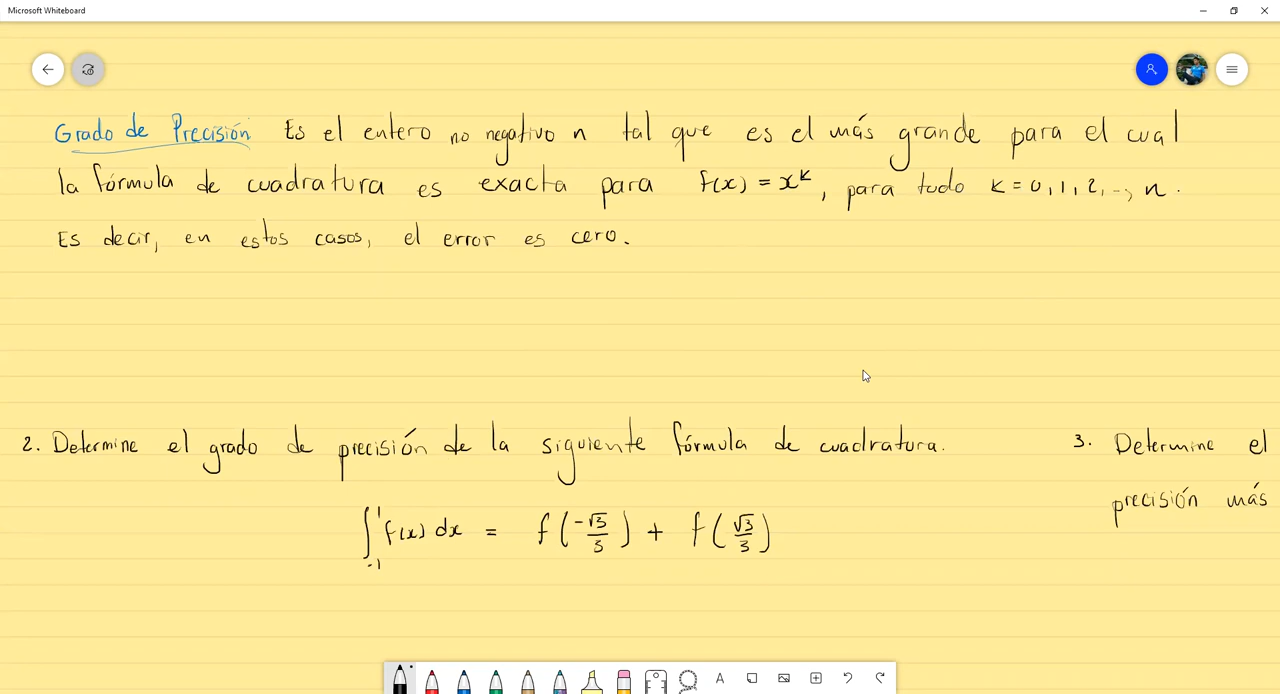 Microsoft Whiteboard
Grado de Precisión Es el entero no negativo n tal que es el más grande para el cual
la fórmula de cuadratura es exacta para f(x) = x^k, para todo k = 0, 1, 2, ..., n.
Es decir, en estos casos, el error es cero.
2. Determine el grado de precisión de la siguiente fórmula de cuadratura.
∫_{-1}^{1} f(x) dx = f(-√3/3) + f(√3/3)
3. Determine el
precisión más
A